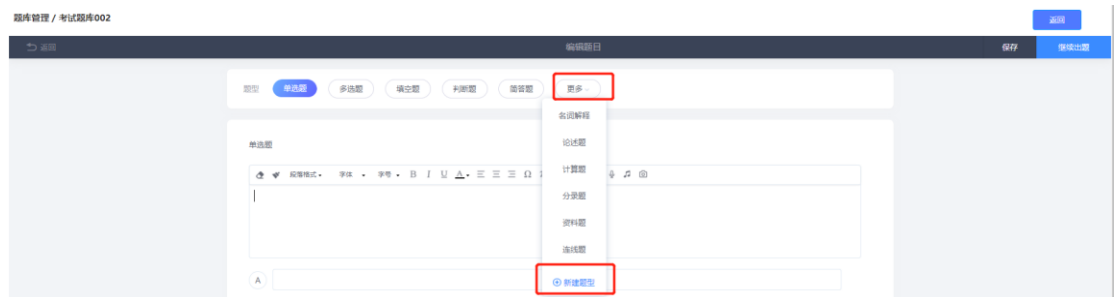 题库管理 / 考试题库002
返回
返回 编辑题目 保存 继续出题
题型 单选题 多选题 填空题 判断题 简答题 更多
名词解释
单选题
论述题
计算题
段落格式 字体 字号 B I U A Ω
分录题
资料题
连线题
A
新建题型